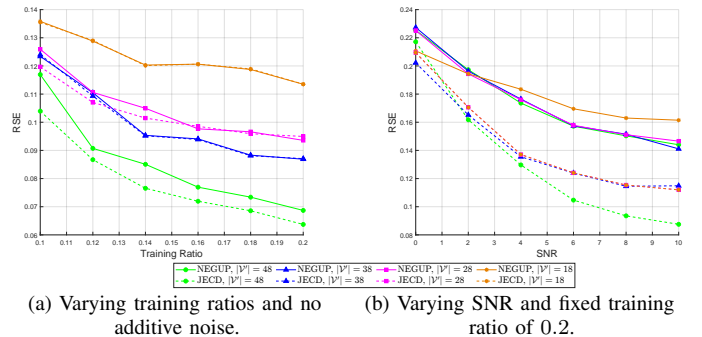 0.14
0.13
0.12
0.11
0.1
0.09
0.08
0.07
0.06
RSE
0.1 0.11 0.12 0.13 0.14 0.15 0.16 0.17 0.18 0.19 0.2
Training Ratio
0.24
0.22
0.2
0.18
0.16
0.14
0.12
0.1
0.08
RSE
0 1 2 3 4 5 6 7 8 9 10
SNR
NEGUP, |𝒱′| = 48 NEGUP, |𝒱′| = 38 NEGUP, |𝒱′| = 28 NEGUP, |𝒱′| = 18
JECD, |𝒱′| = 48 JECD, |𝒱′| = 38 JECD, |𝒱′| = 28 JECD, |𝒱′| = 18
(a) Varying training ratios and no
additive noise.
(b) Varying SNR and fixed training
ratio of 0.2.